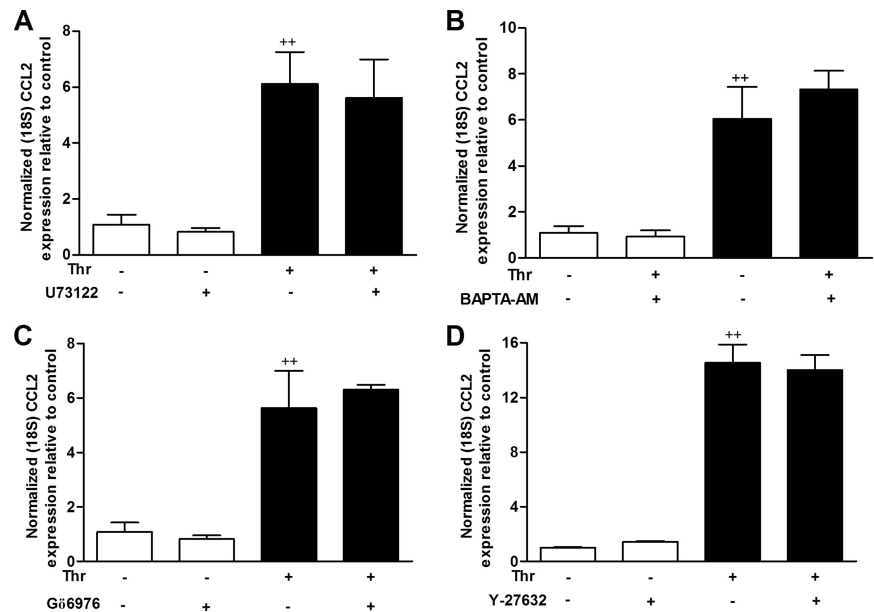 A
Normalized (18S) CCL2
expression relative to control
8
6
4
2
0
Thr - - + +
U73122 - + - +
B
Normalized (18S) CCL2
expression relative to control
10
8
6
4
2
0
Thr - + - +
BAPTA-AM - + - +
C
Normalized (18S) CCL2
expression relative to control
8
6
4
2
0
Thr - - + +
Gö6976 - + - +
D
Normalized (18S) CCL2
expression relative to control
16
12
8
4
0
Thr - - + +
Y-27632 - + - +
++
++
++
++